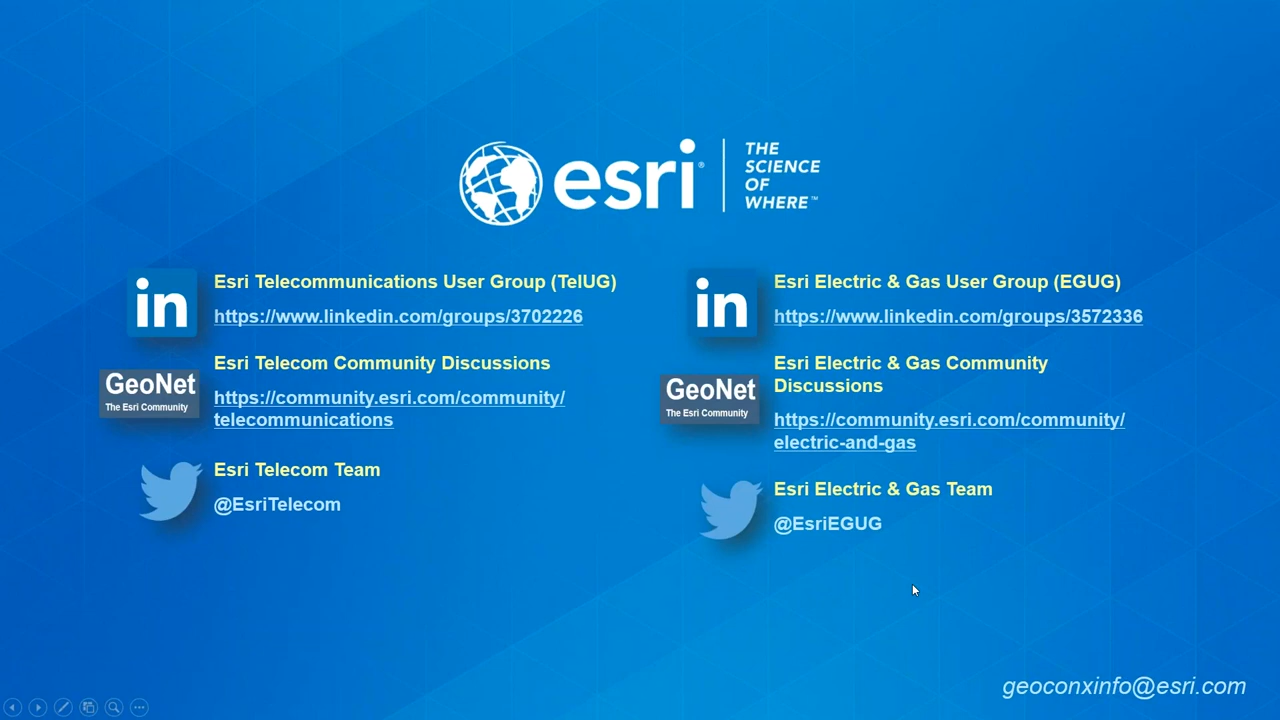 esri®
THE
SCIENCE
OF
WHERE™
in
Esri Telecommunications User Group (TelUG)
https://www.linkedin.com/groups/3702226
GeoNet
The Esri Community
Esri Telecom Community Discussions
https://community.esri.com/community/
telecommunications
Esri Telecom Team
@EsriTelecom
in
Esri Electric & Gas User Group (EGUG)
https://www.linkedin.com/groups/3572336
GeoNet
The Esri Community
Esri Electric & Gas Community
Discussions
https://community.esri.com/community/
electric-and-gas
Esri Electric & Gas Team
@EsriEGUG
geoconxinfo@esri.com